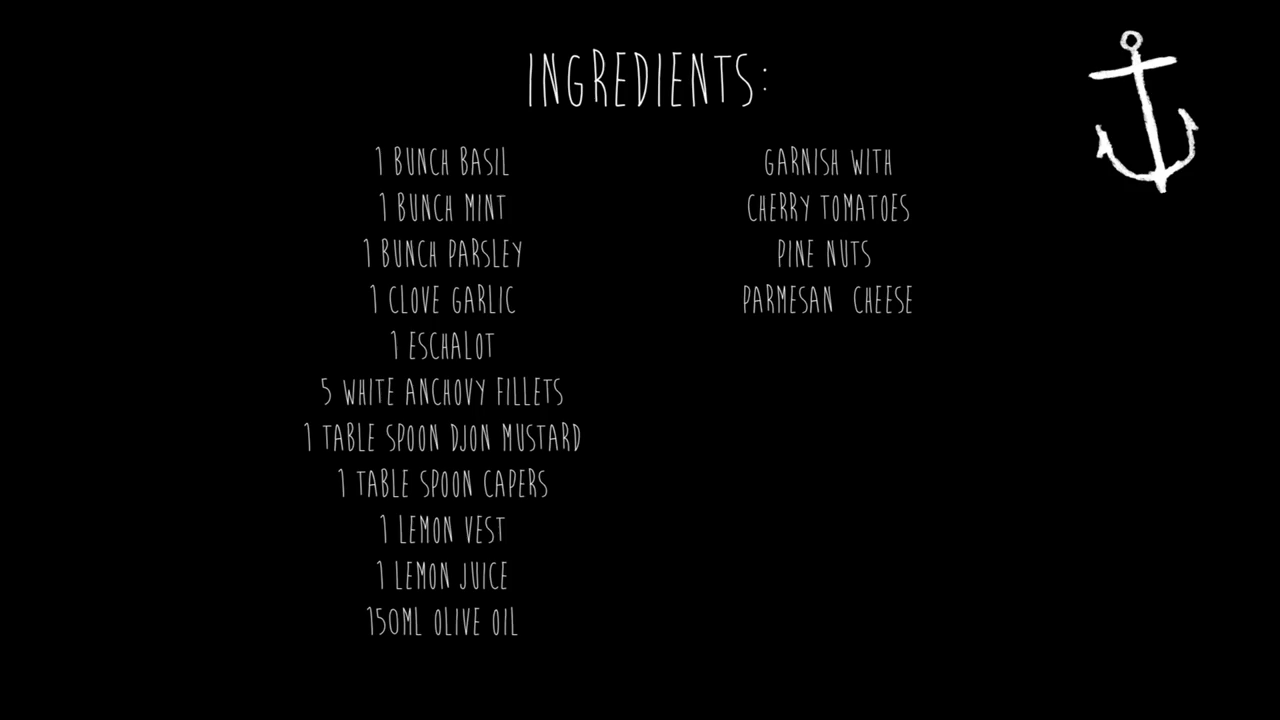 INGREDIENTS:
1 BUNCH BASIL
1 BUNCH MINT
1 BUNCH PARSLEY
1 CLOVE GARLIC
1 ESCHALOT
5 WHITE ANCHOVY FILLETS
1 TABLE SPOON DJON MUSTARD
1 TABLE SPOON CAPERS
1 LEMON VEST
1 LEMON JUICE
150ML OLIVE OIL
GARNISH WITH
CHERRY TOMATOES
PINE NUTS
PARMESAN CHEESE